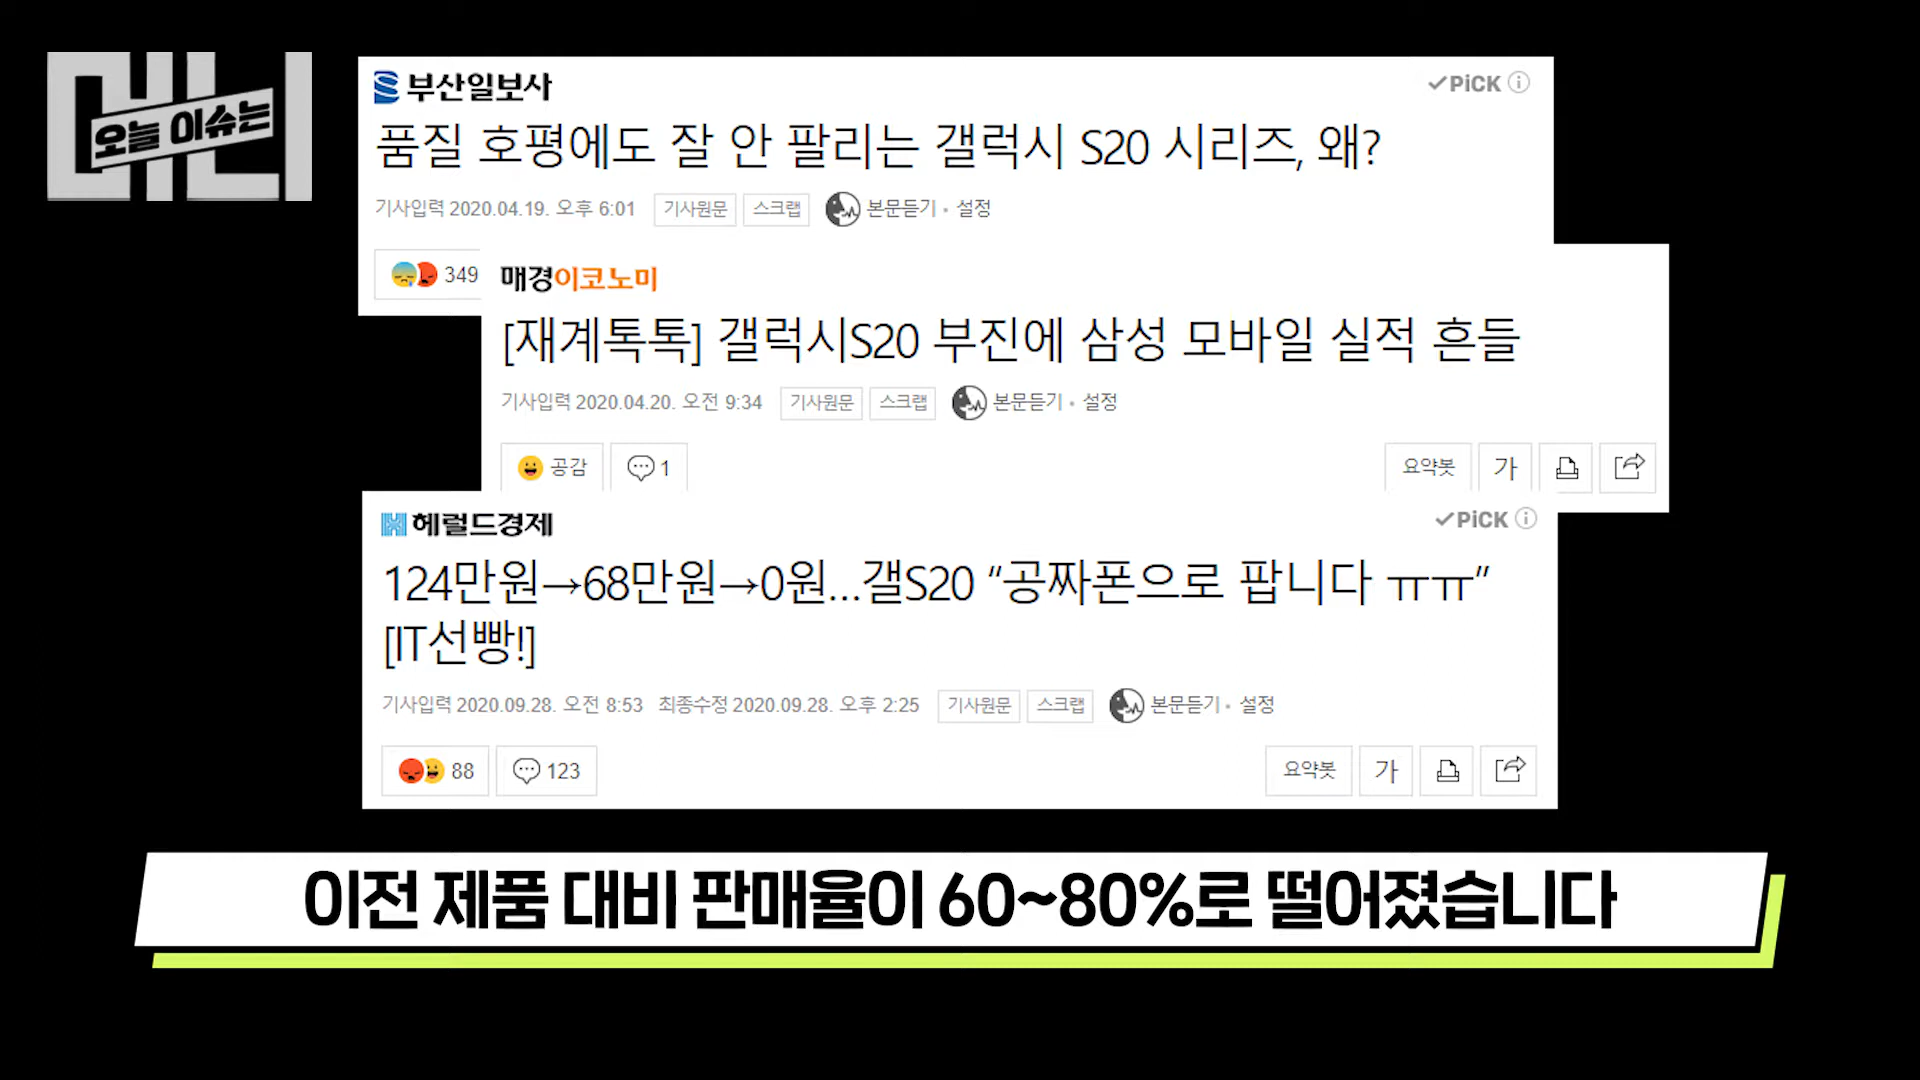 머니
오늘 이슈는
부산일보사
✓PiCK
품질 호평에도 잘 안 팔리는 갤럭시 S20 시리즈, 왜?
기사입력 2020.04.19. 오후 6:01 기사원문 스크랩 본문듣기 · 설정
349
매경이코노미
[재계톡톡] 갤럭시S20 부진에 삼성 모바일 실적 흔들
기사입력 2020.04.20. 오전 9:34 기사원문 스크랩 본문듣기 · 설정
공감 1 요약봇 가
헤럴드경제
✓PiCK
124만원→68만원→0원…갤S20 “공짜폰으로 팝니다 ㅠㅠ”
[IT선빵!]
기사입력 2020.09.28. 오전 8:53 최종수정 2020.09.28. 오후 2:25 기사원문 스크랩 본문듣기 · 설정
88 123 요약봇 가
이전 제품 대비 판매율이 60~80%로 떨어졌습니다